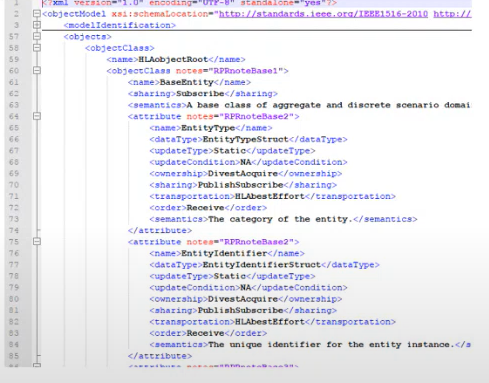 1 <?xml version="1.0" encoding="UTF-8" standalone="yes"?>
2 <objectModel xsi:schemaLocation="http://standards.ieee.org/IEEE1516-2010 http://
3 <modelIdentification>
57 <objects>
58 <objectClass>
59 <name>HLAobjectRoot</name>
60 <objectClass notes="RPRnoteBase1">
61 <name>BaseEntity</name>
62 <sharing>Subscribe</sharing>
63 <semantics>A base class of aggregate and discrete scenario domai
64 <attribute notes="RPRnoteBase2">
65 <name>EntityType</name>
66 <dataType>EntityTypeStruct</dataType>
67 <updateType>Static</updateType>
68 <updateCondition>NA</updateCondition>
69 <ownership>DivestAcquire</ownership>
70 <sharing>PublishSubscribe</sharing>
71 <transportation>HLAbestEffort</transportation>
72 <order>Receive</order>
73 <semantics>The category of the entity.</semantics>
74 </attribute>
75 <attribute notes="RPRnoteBase2">
76 <name>EntityIdentifier</name>
77 <dataType>EntityIdentifierStruct</dataType>
78 <updateType>Static</updateType>
79 <updateCondition>NA</updateCondition>
80 <ownership>DivestAcquire</ownership>
81 <sharing>PublishSubscribe</sharing>
82 <transportation>HLAbestEffort</transportation>
83 <order>Receive</order>
84 <semantics>The unique identifier for the entity instance.</s
85 </attribute>
<attribute notes="RPRnoteBase3">